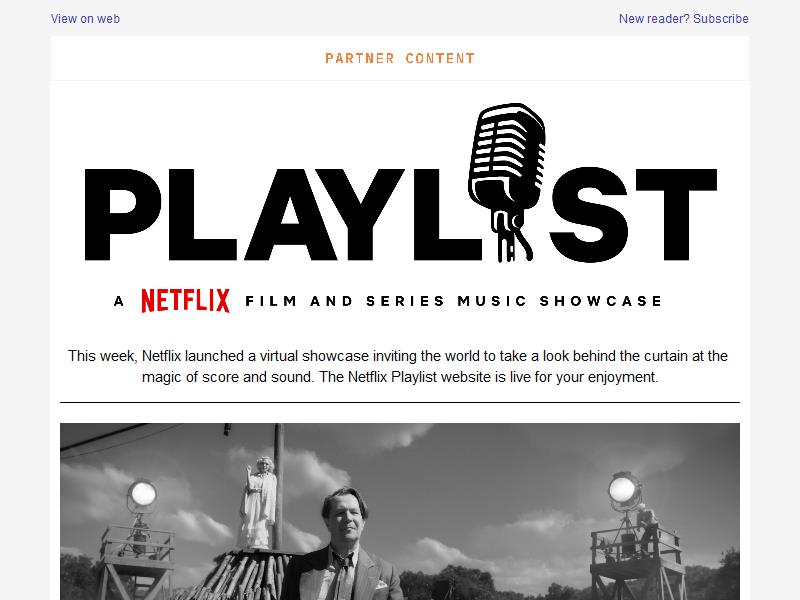 View on web
New reader? Subscribe
PARTNER CONTENT
PLAYLIST
A NETFLIX FILM AND SERIES MUSIC SHOWCASE
This week, Netflix launched a virtual showcase inviting the world to take a look behind the curtain at the
magic of score and sound. The Netflix Playlist website is live for your enjoyment.